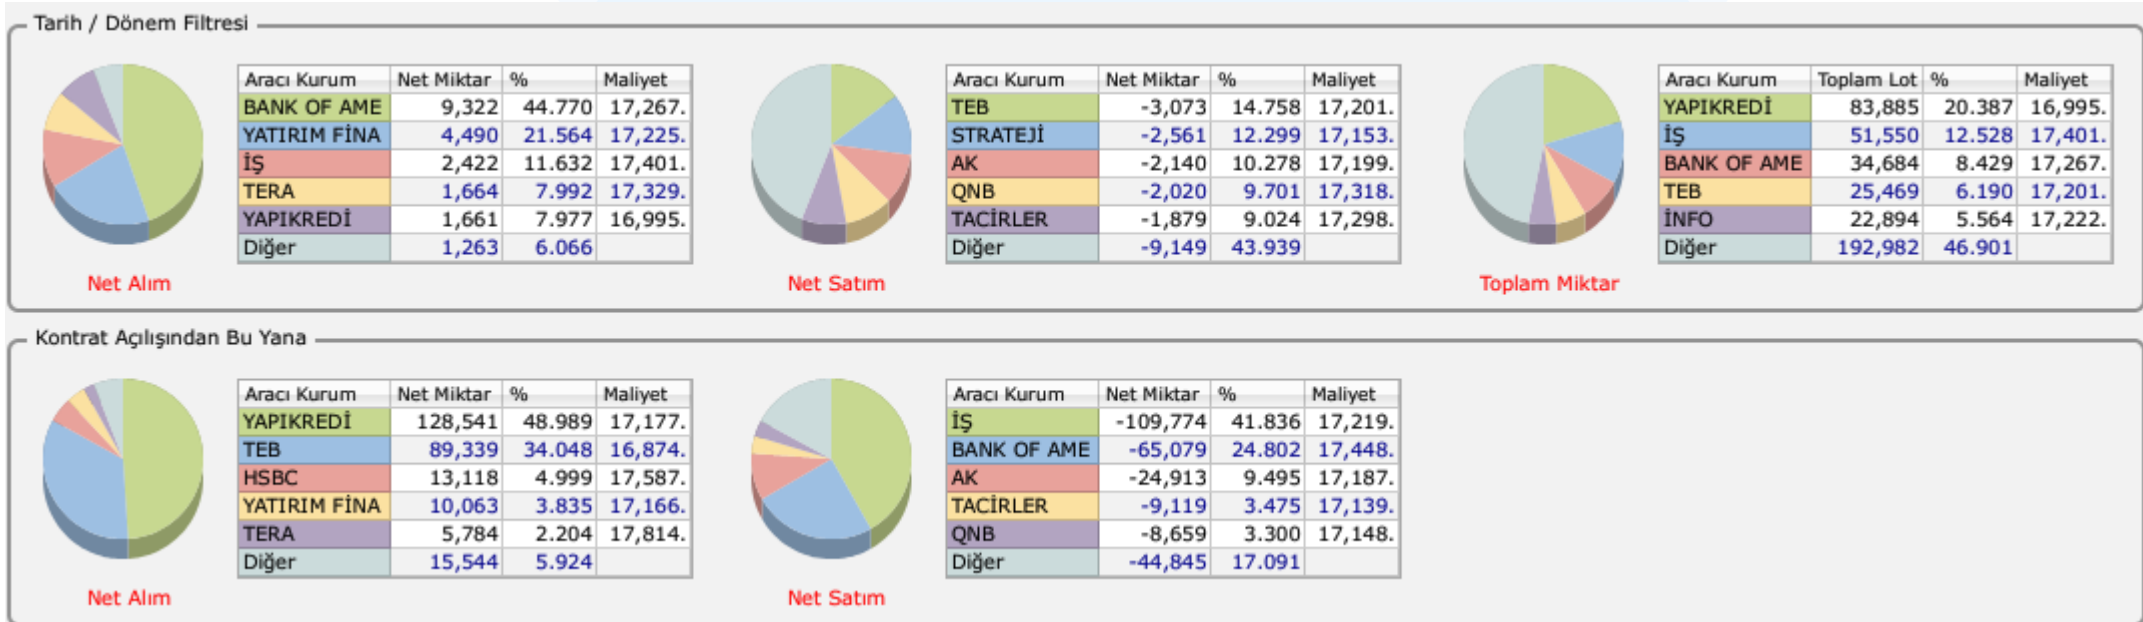 Tarih / Dönem Filtresi
Aracı Kurum Net Miktar % Maliyet
BANK OF AME 9,322 44.770 17,267.
YATIRIM FİNA 4,490 21.564 17,225.
İŞ 2,422 11.632 17,401.
TERA 1,664 7.992 17,329.
YAPIKREDİ 1,661 7.977 16,995.
Diğer 1,263 6.066
Net Alım
Aracı Kurum Net Miktar % Maliyet
TEB -3,073 14.758 17,201.
STRATEJİ -2,561 12.299 17,153.
AK -2,140 10.278 17,199.
QNB -2,020 9.701 17,318.
TACİRLER -1,879 9.024 17,298.
Diğer -9,149 43.939
Net Satım
Aracı Kurum Toplam Lot % Maliyet
YAPIKREDİ 83,885 20.387 16,995.
İŞ 51,550 12.528 17,401.
BANK OF AME 34,684 8.429 17,267.
TEB 25,469 6.190 17,201.
İNFO 22,894 5.564 17,222.
Diğer 192,982 46.901
Toplam Miktar
Kontrat Açılışından Bu Yana
Aracı Kurum Net Miktar % Maliyet
YAPIKREDİ 128,541 48.989 17,177.
TEB 89,339 34.048 16,874.
HSBC 13,118 4.999 17,587.
YATIRIM FİNA 10,063 3.835 17,166.
TERA 5,784 2.204 17,814.
Diğer 15,544 5.924
Net Alım
Aracı Kurum Net Miktar % Maliyet
İŞ -109,774 41.836 17,219.
BANK OF AME -65,079 24.802 17,448.
AK -24,913 9.495 17,187.
TACİRLER -9,119 3.475 17,139.
QNB -8,659 3.300 17,148.
Diğer -44,845 17.091
Net Satım